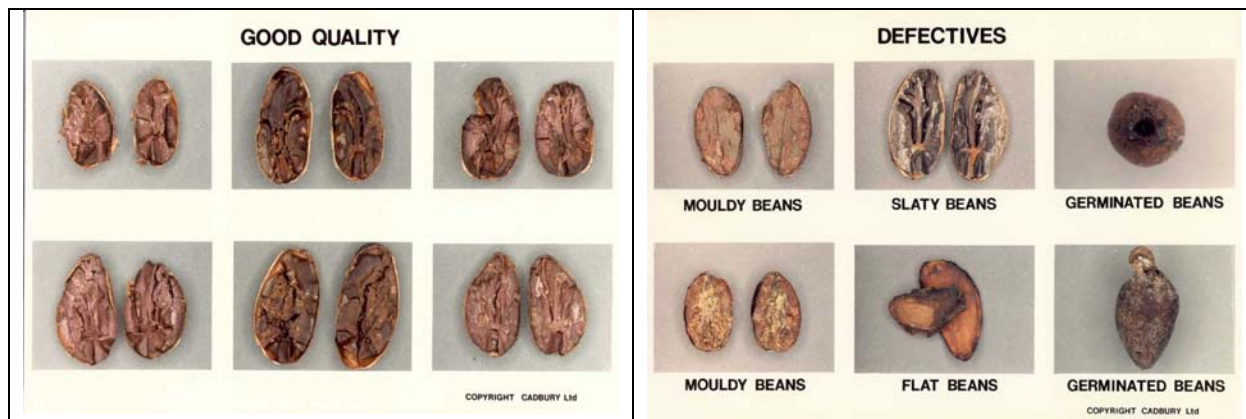 GOOD QUALITY
COPYRIGHT CADBURY Ltd
DEFECTIVES
MOULDY BEANS
SLATY BEANS
GERMINATED BEANS
MOULDY BEANS
FLAT BEANS
GERMINATED BEANS
COPYRIGHT CADBURY Ltd